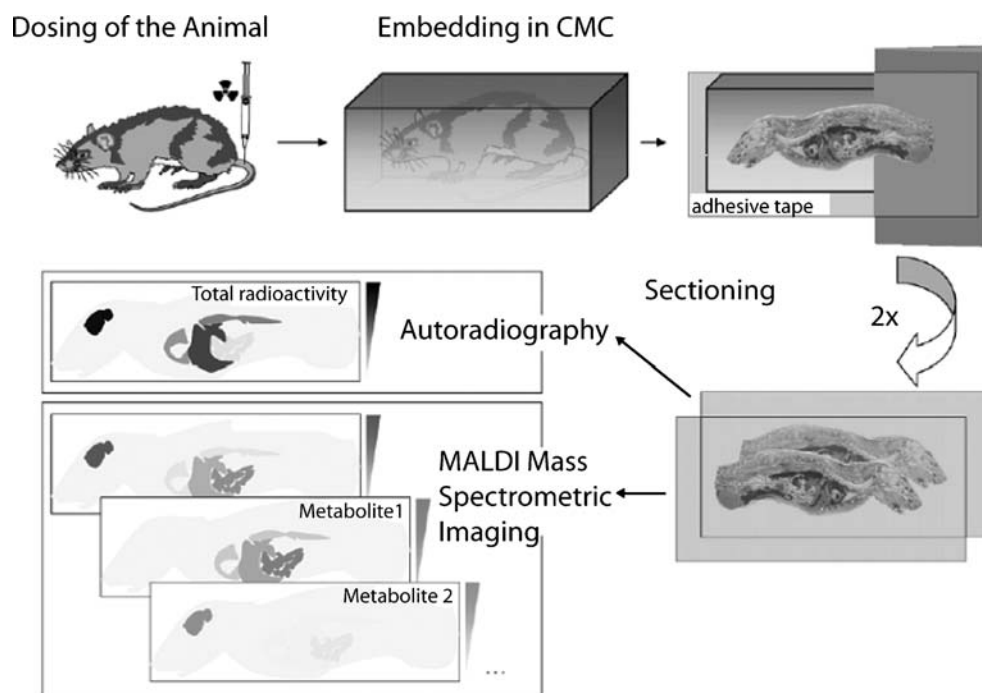 Dosing of the Animal
Embedding in CMC
adhesive tape
Sectioning
2x
Total radioactivity
Autoradiography
MALDI Mass
Spectrometric
Imaging
Metabolite1
Metabolite 2
...